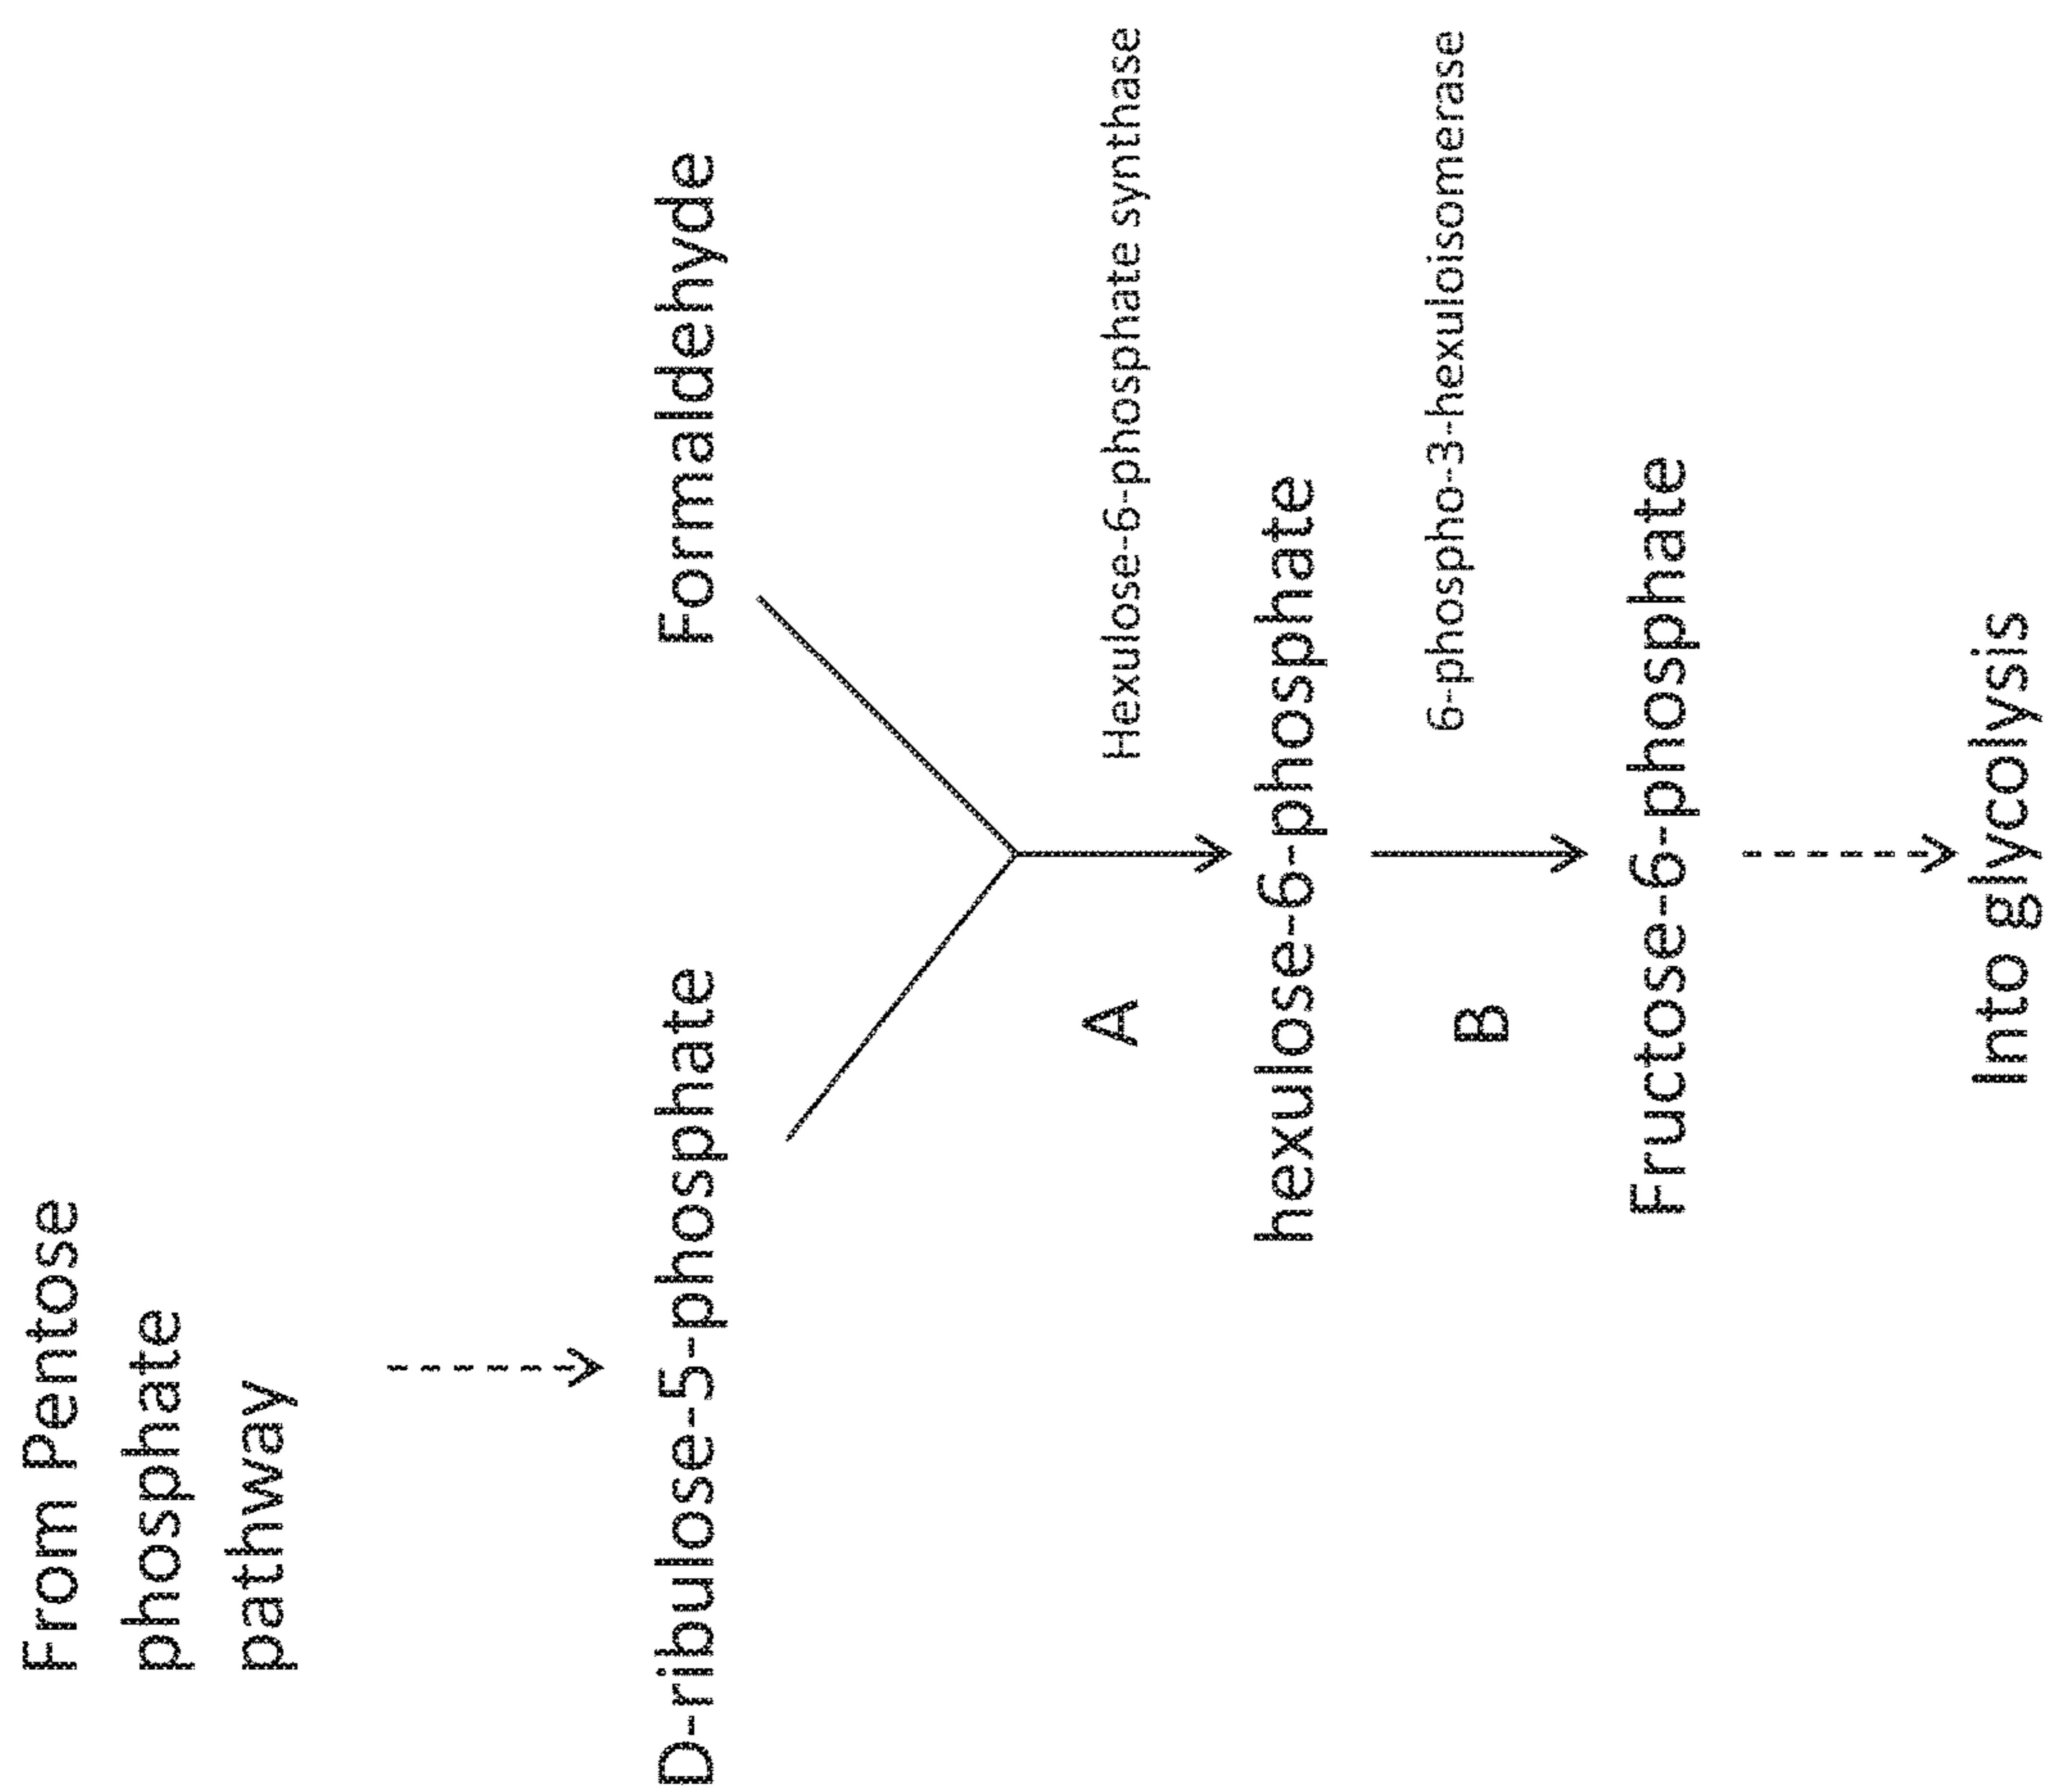 From Pentose
phosphate
pathway
D-ribulose-5-phosphate
Formaldehyde
A
Hexulose-6-phosphate synthase
hexulose-6-phosphate
B
6-phospho-3-hexuloisomerase
Fructose-6-phosphate
Into glycolysis